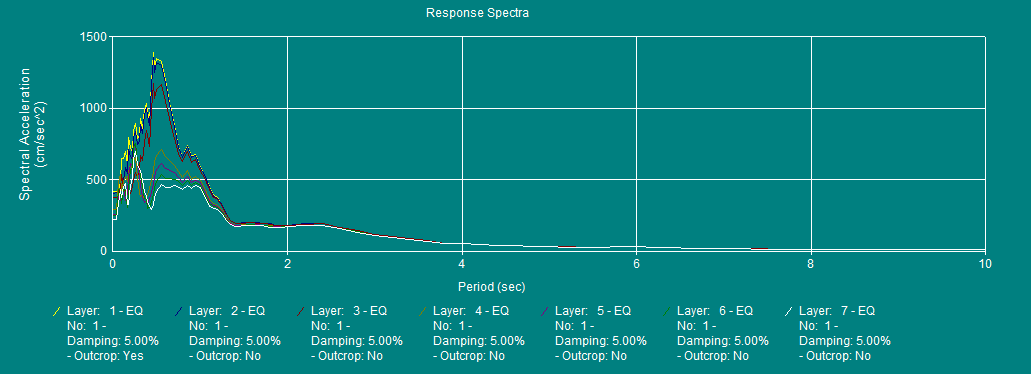 Response Spectra
Spectral Acceleration
(cm/sec^2)
1500
1000
500
0
0 2 4 6 8 10
Period (sec)
Layer: 1 - EQ Layer: 2 - EQ Layer: 3 - EQ Layer: 4 - EQ Layer: 5 - EQ Layer: 6 - EQ Layer: 7 - EQ
No: 1 - No: 1 - No: 1 - No: 1 - No: 1 - No: 1 - No: 1 -
Damping: 5.00% Damping: 5.00% Damping: 5.00% Damping: 5.00% Damping: 5.00% Damping: 5.00% Damping: 5.00%
- Outcrop: Yes - Outcrop: No - Outcrop: No - Outcrop: No - Outcrop: No - Outcrop: No - Outcrop: No